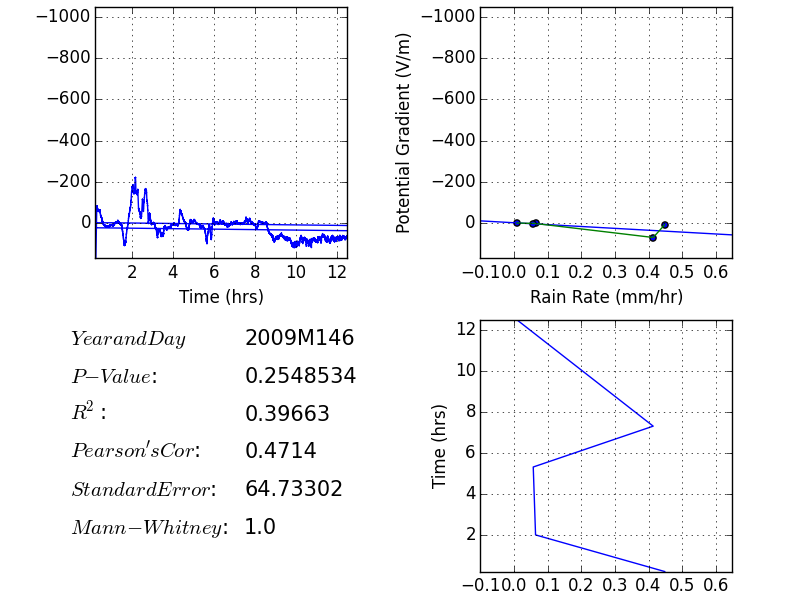 −1000
−800
−600
−400
−200
0
2 4 6 8 10 12
Time (hrs)
Potential Gradient (V/m)
−1000
−800
−600
−400
−200
0
−0.1 0.0 0.1 0.2 0.3 0.4 0.5 0.6
Rain Rate (mm/hr)
YearandDay 2009M146
P−Value: 0.2548534
R²: 0.39663
Pearson'sCor: 0.4714
StandardError: 64.73302
Mann−Whitney: 1.0
Time (hrs)
12
10
8
6
4
2
−0.1 0.0 0.1 0.2 0.3 0.4 0.5 0.6